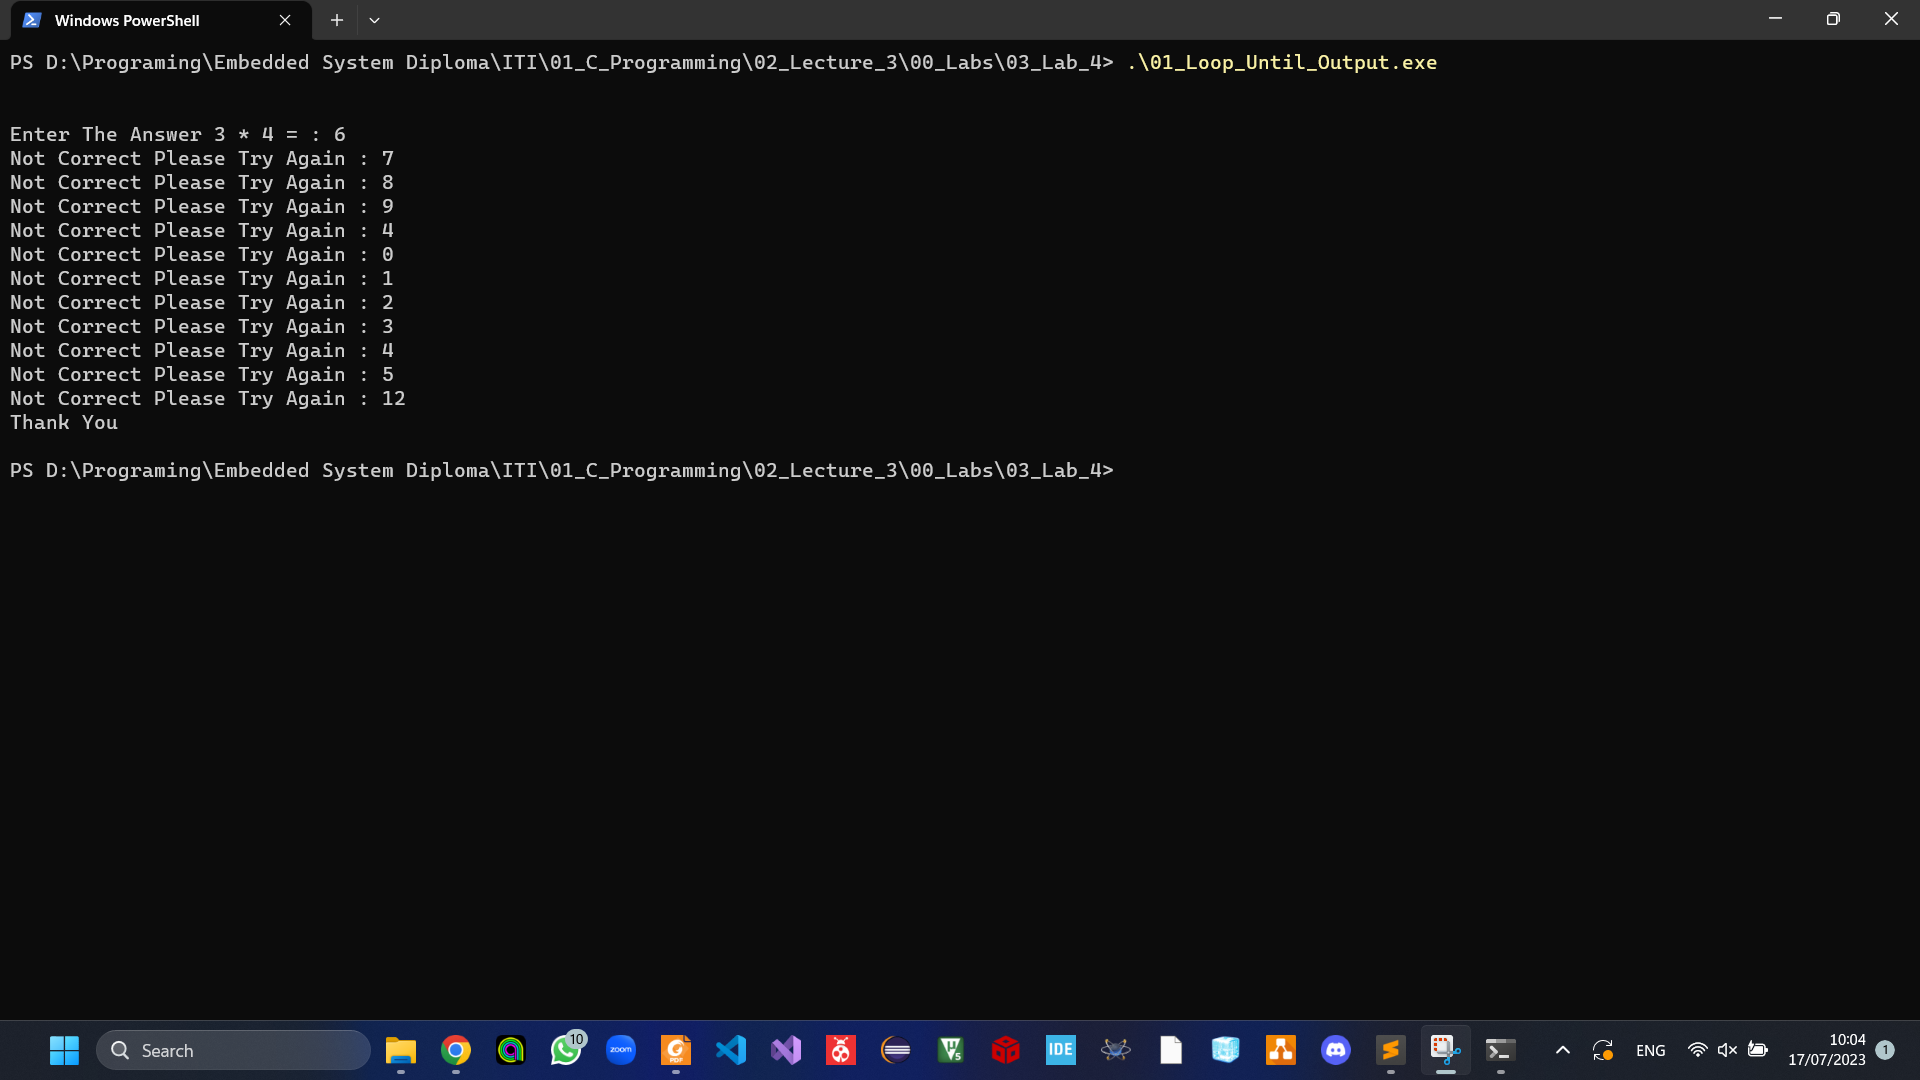 Windows PowerShell
PS D:\Programing\Embedded System Diploma\ITI\01_C_Programming\02_Lecture_3\00_Labs\03_Lab_4> .\01_Loop_Until_Output.exe
Enter The Answer 3 * 4 = : 6
Not Correct Please Try Again : 7
Not Correct Please Try Again : 8
Not Correct Please Try Again : 9
Not Correct Please Try Again : 4
Not Correct Please Try Again : 0
Not Correct Please Try Again : 1
Not Correct Please Try Again : 2
Not Correct Please Try Again : 3
Not Correct Please Try Again : 4
Not Correct Please Try Again : 5
Not Correct Please Try Again : 12
Thank You
PS D:\Programing\Embedded System Diploma\ITI\01_C_Programming\02_Lecture_3\00_Labs\03_Lab_4>
Search
10
zoom
PDF
5
IDE
ENG
10:04
17/07/2023
1